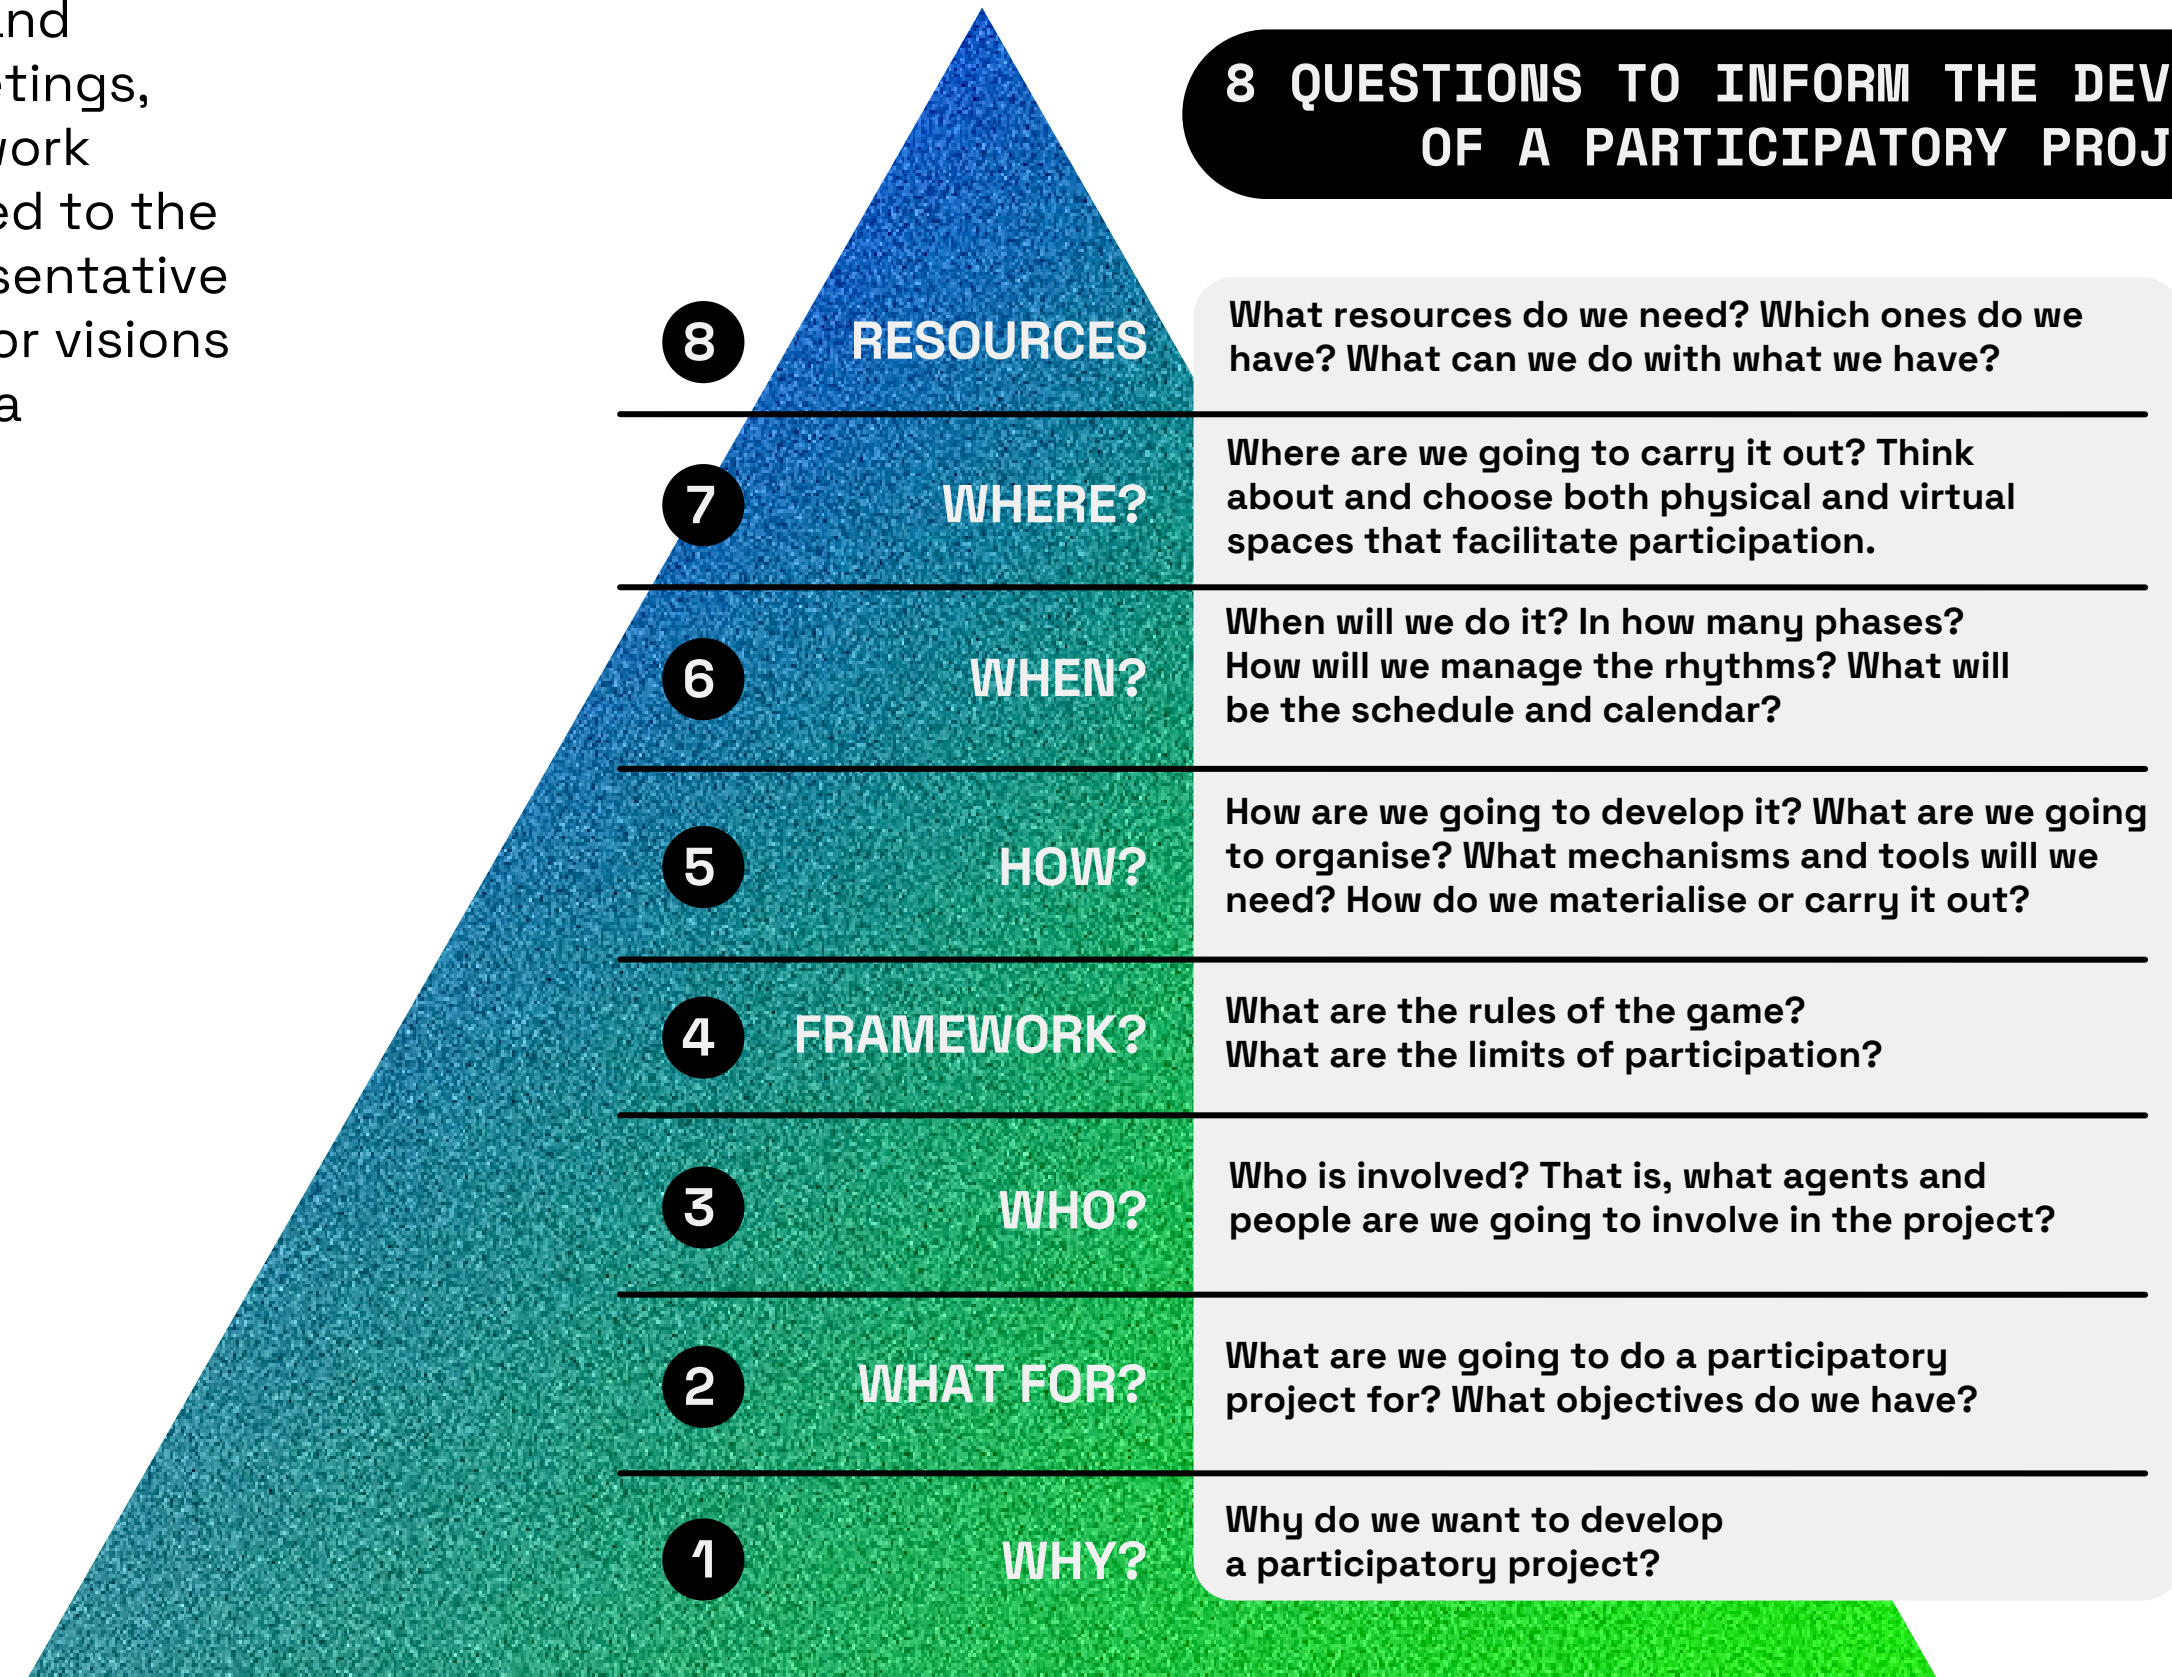 and
etings,
work
ed to the
sentative
or visions
a
8 QUESTIONS TO INFORM THE DEV
OF A PARTICIPATORY PROJ
8 RESOURCES
What resources do we need? Which ones do we
have? What can we do with what we have?
7 WHERE?
Where are we going to carry it out? Think
about and choose both physical and virtual
spaces that facilitate participation.
6 WHEN?
When will we do it? In how many phases?
How will we manage the rhythms? What will
be the schedule and calendar?
5 HOW?
How are we going to develop it? What are we going
to organise? What mechanisms and tools will we
need? How do we materialise or carry it out?
4 FRAMEWORK?
What are the rules of the game?
What are the limits of participation?
3 WHO?
Who is involved? That is, what agents and
people are we going to involve in the project?
2 WHAT FOR?
What are we going to do a participatory
project for? What objectives do we have?
1 WHY?
Why do we want to develop
a participatory project?